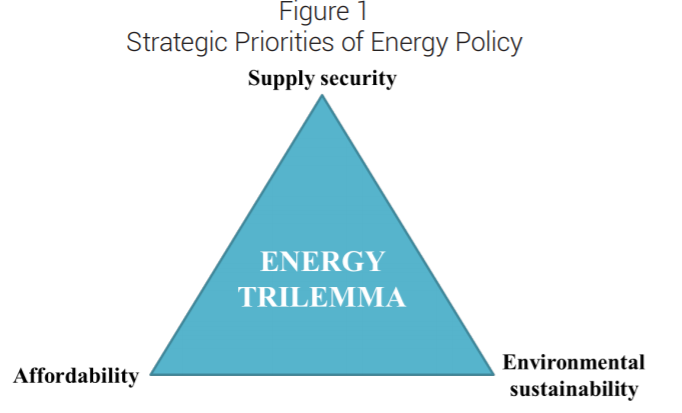 Figure 1
Strategic Priorities of Energy Policy
Supply security
ENERGY
TRILEMMA
Affordability
Environmental
sustainability